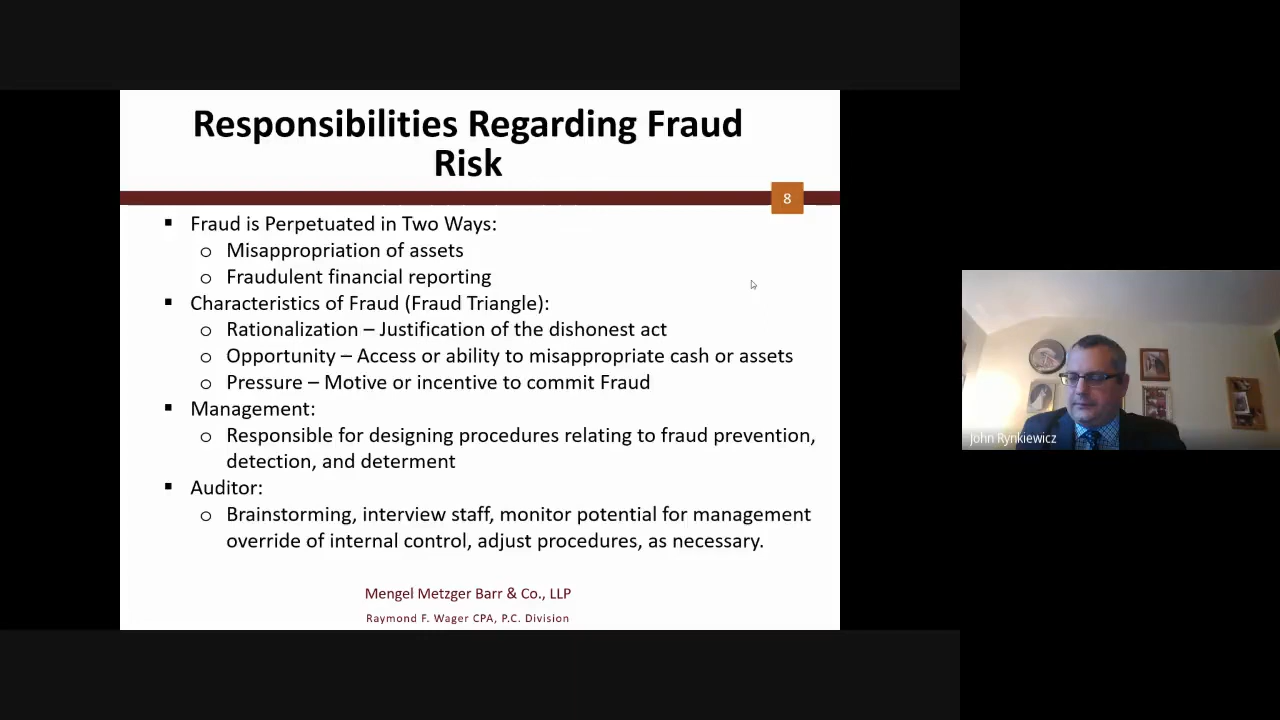 Responsibilities Regarding Fraud
Risk
8
▪ Fraud is Perpetuated in Two Ways:
o Misappropriation of assets
o Fraudulent financial reporting
▪ Characteristics of Fraud (Fraud Triangle):
o Rationalization – Justification of the dishonest act
o Opportunity – Access or ability to misappropriate cash or assets
o Pressure – Motive or incentive to commit Fraud
▪ Management:
o Responsible for designing procedures relating to fraud prevention,
detection, and determent
▪ Auditor:
o Brainstorming, interview staff, monitor potential for management
override of internal control, adjust procedures, as necessary.
Mengel Metzger Barr & Co., LLP
Raymond F. Wager CPA, P.C. Division
John Rynkiewicz